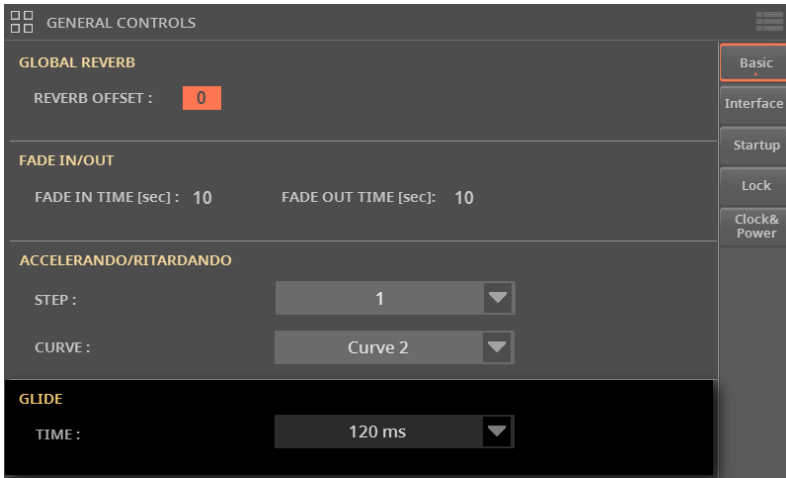 GENERAL CONTROLS
GLOBAL REVERB
REVERB OFFSET : 0
FADE IN/OUT
FADE IN TIME [sec] : 10 FADE OUT TIME [sec]: 10
ACCELERANDO/RITARDANDO
STEP : 1
CURVE : Curve 2
GLIDE
TIME : 120 ms
Basic
Interface
Startup
Lock
Clock&
Power